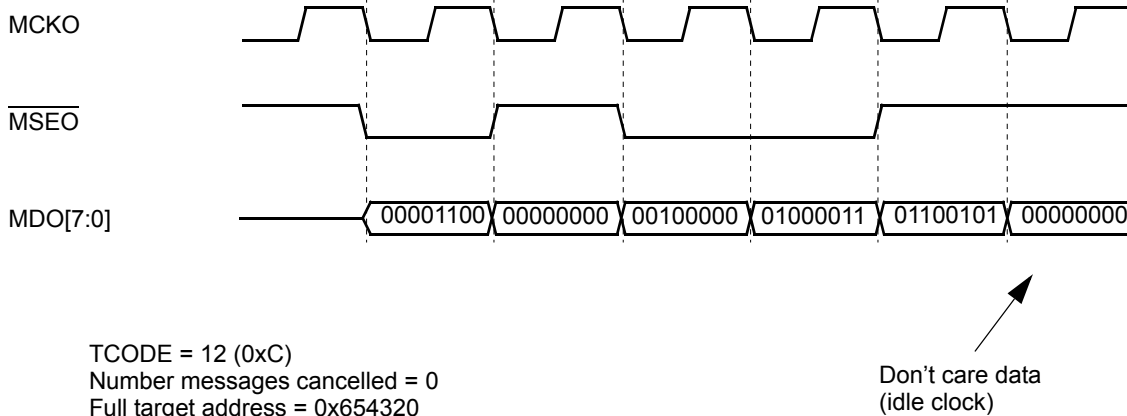 MCKO
MSEO
MDO[7:0]
00001100 00000000 00100000 01000011 01100101 00000000
TCODE = 12 (0xC)
Number messages cancelled = 0
Full target address = 0x654320
Don't care data
(idle clock)